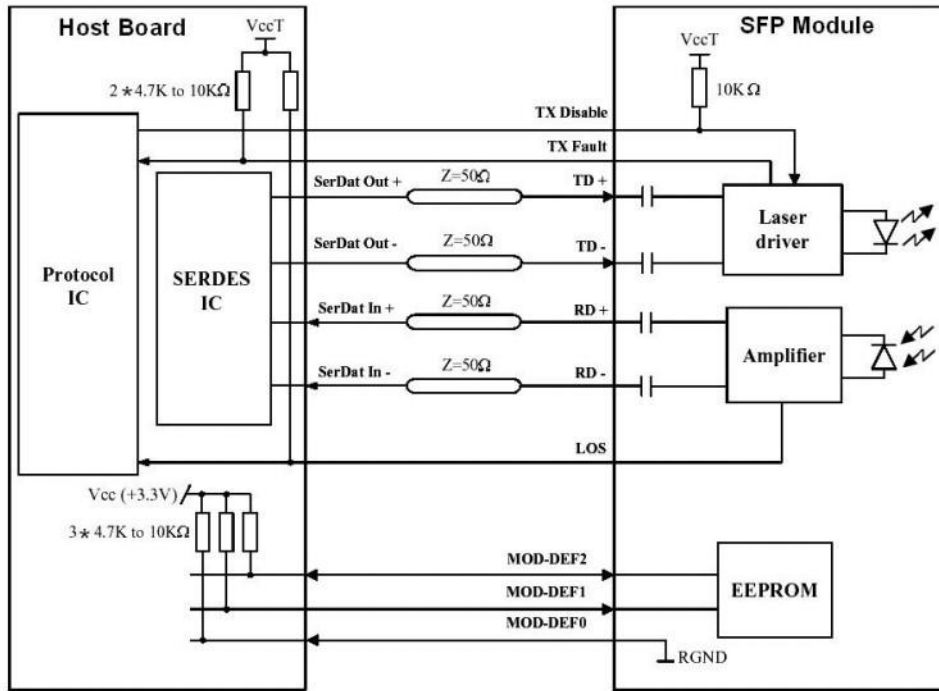 Host Board
SFP Module
VccT
VccT
2*4.7K to 10KΩ
10K Ω
TX Disable
TX Fault
SerDat Out +
Z=50Ω
TD +
SerDat Out -
Z=50Ω
TD -
Laser
driver
Protocol
IC
SERDES
IC
SerDat In +
Z=50Ω
RD +
SerDat In -
Z=50Ω
RD -
Amplifier
LOS
Vcc (+3.3V)
3*4.7K to 10KΩ
MOD-DEF2
MOD-DEF1
MOD-DEF0
EEPROM
RGND